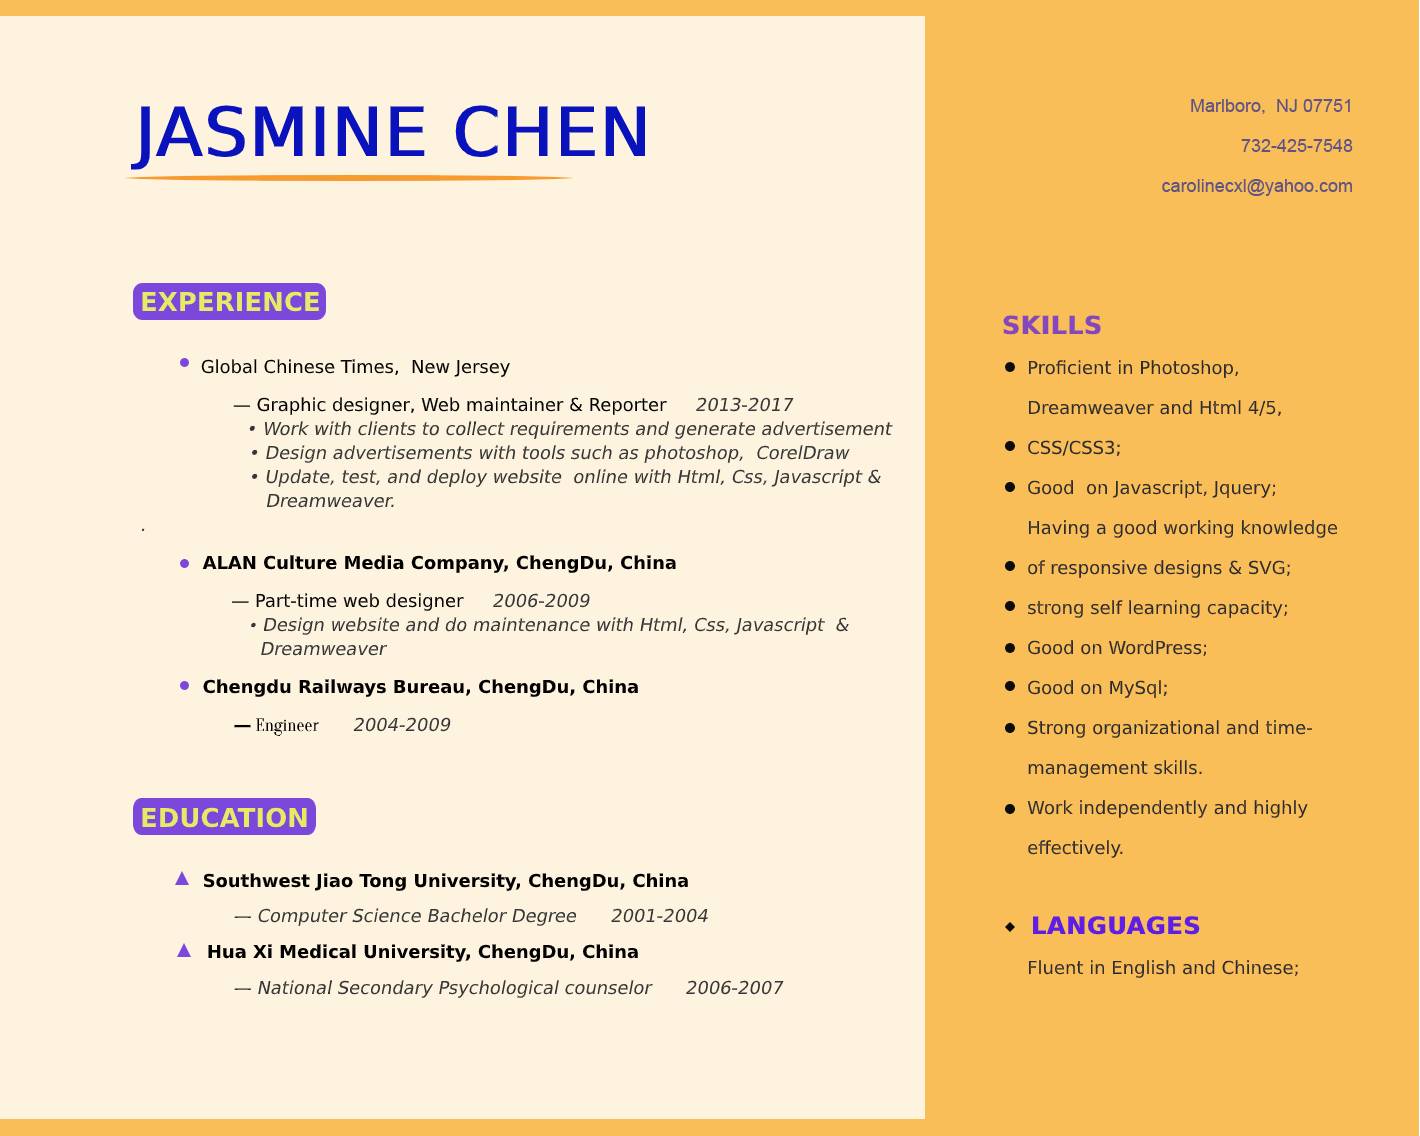 JASMINE CHEN
Marlboro,  NJ 07751
732-425-7548
carolinecxl@yahoo.com
EXPERIENCE
• Global Chinese Times,  New Jersey
— Graphic designer, Web maintainer & Reporter 2013-2017
• Work with clients to collect requirements and generate advertisement
• Design advertisements with tools such as photoshop,  CorelDraw
• Update, test, and deploy website  online with Html, Css, Javascript &
Dreamweaver.
.
• ALAN Culture Media Company, ChengDu, China
— Part-time web designer 2006-2009
• Design website and do maintenance with Html, Css, Javascript  &
Dreamweaver
• Chengdu Railways Bureau, ChengDu, China
— Engineer 2004-2009
EDUCATION
▲ Southwest Jiao Tong University, ChengDu, China
— Computer Science Bachelor Degree 2001-2004
▲ Hua Xi Medical University, ChengDu, China
— National Secondary Psychological counselor 2006-2007
SKILLS
● Proficient in Photoshop,
Dreamweaver and Html 4/5,
● CSS/CSS3;
● Good  on Javascript, Jquery;
Having a good working knowledge
● of responsive designs & SVG;
● strong self learning capacity;
● Good on WordPress;
● Good on MySql;
● Strong organizational and time-
management skills.
● Work independently and highly
effectively.
◆ LANGUAGES
Fluent in English and Chinese;